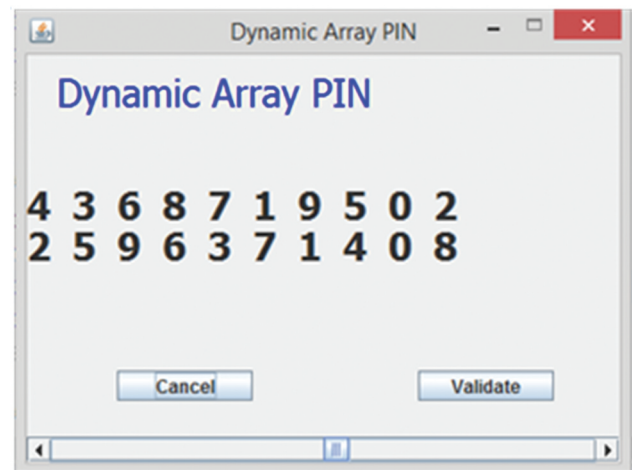 Dynamic Array PIN
Dynamic Array PIN
4 3 6 8 7 1 9 5 0 2
2 5 9 6 3 7 1 4 0 8
Cancel Validate